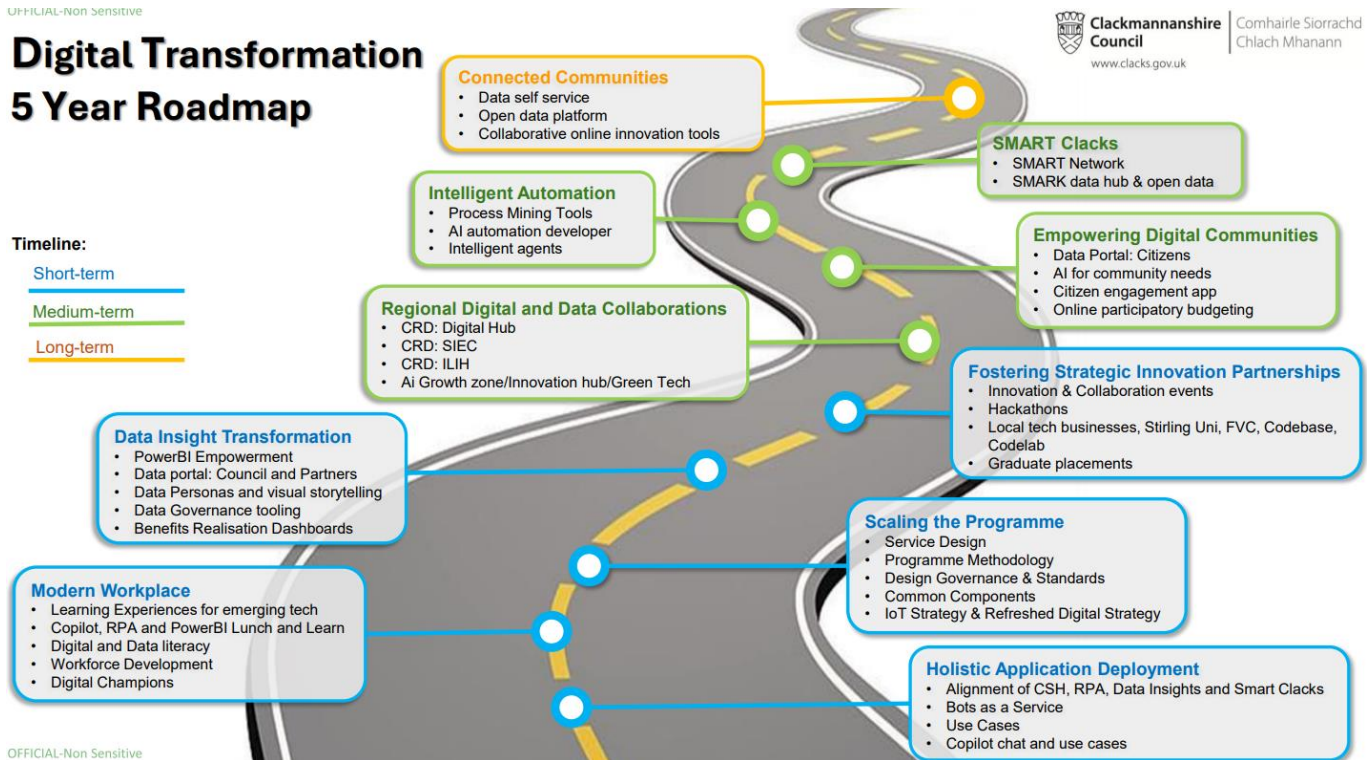 OFFICIAL-Non Sensitive
Digital Transformation
5 Year Roadmap
Clackmannanshire
Council
www.clacks.gov.uk
Comhairle Siorrachd
Chlach Mhanann
Connected Communities
• Data self service
• Open data platform
• Collaborative online innovation tools
SMART Clacks
• SMART Network
• SMARK data hub & open data
Intelligent Automation
• Process Mining Tools
• AI automation developer
• Intelligent agents
Empowering Digital Communities
• Data Portal: Citizens
• AI for community needs
• Citizen engagement app
• Online participatory budgeting
Timeline:
Short-term
Medium-term
Long-term
Regional Digital and Data Collaborations
• CRD: Digital Hub
• CRD: SIEC
• CRD: ILIH
• Ai Growth zone/Innovation hub/Green Tech
Fostering Strategic Innovation Partnerships
• Innovation & Collaboration events
• Hackathons
• Local tech businesses, Stirling Uni, FVC, Codebase,
Codelab
• Graduate placements
Data Insight Transformation
• PowerBI Empowerment
• Data portal: Council and Partners
• Data Personas and visual storytelling
• Data Governance tooling
• Benefits Realisation Dashboards
Scaling the Programme
• Service Design
• Programme Methodology
• Design Governance & Standards
• Common Components
• IoT Strategy & Refreshed Digital Strategy
Modern Workplace
• Learning Experiences for emerging tech
• Copilot, RPA and PowerBI Lunch and Learn
• Digital and Data literacy
• Workforce Development
• Digital Champions
Holistic Application Deployment
• Alignment of CSH, RPA, Data Insights and Smart Clacks
• Bots as a Service
• Use Cases
• Copilot chat and use cases
OFFICIAL-Non Sensitive